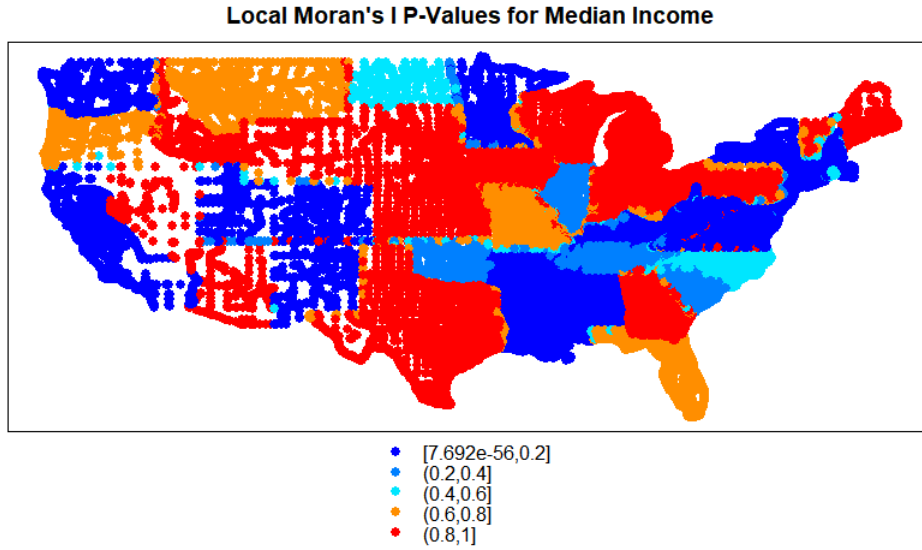 Local Moran's I P-Values for Median Income
[7.692e-56,0.2]
(0.2,0.4]
(0.4,0.6]
(0.6,0.8]
(0.8,1]